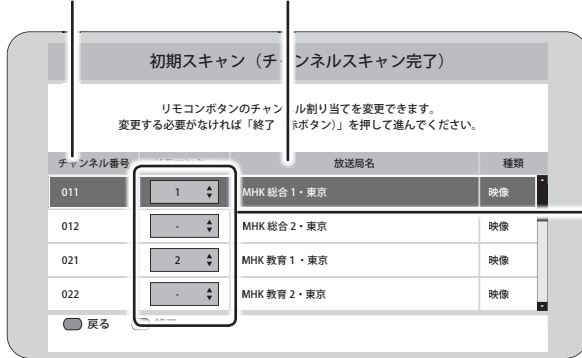 初期スキャン（チャンネルスキャン完了）
リモコンボタンのチャンネル割り当てを変更できます。
変更する必要がなければ「終了 ボタン）」を押して進んでください。
チャンネル番号 放送局名 種類
011 1 MHK 総合 1・東京 映像
012 - MHK 総合 2・東京 映像
021 2 MHK 教育 1・東京 映像
022 - MHK 教育 2・東京 映像
戻る